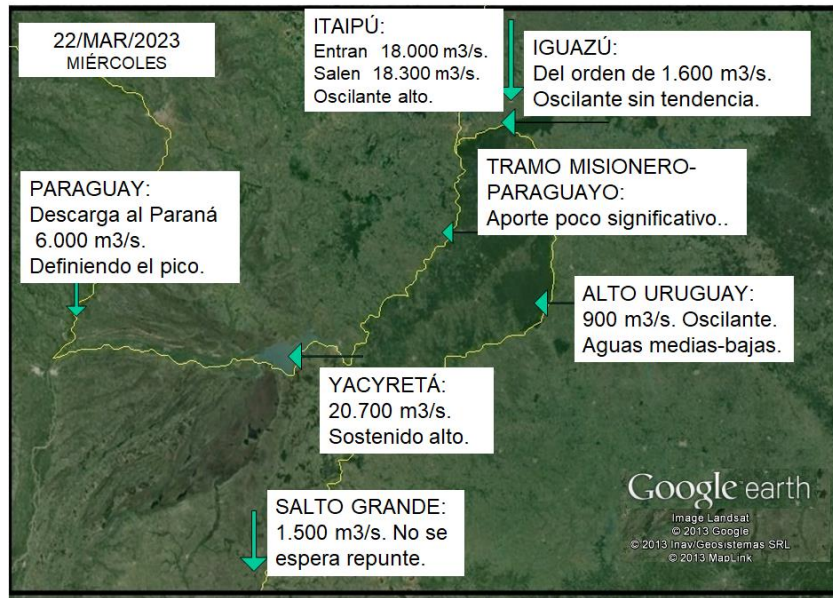 22/MAR/2023
MIÉRCOLES
ITAIPÚ:
Entran 18.000 m3/s.
Salen 18.300 m3/s.
Oscilante alto.
IGUAZÚ:
Del orden de 1.600 m3/s.
Oscilante sin tendencia.
TRAMO MISIONERO-
PARAGUAYO:
Aporte poco significativo..
PARAGUAY:
Descarga al Paraná
6.000 m3/s.
Definiendo el pico.
ALTO URUGUAY:
900 m3/s. Oscilante.
Aguas medias-bajas.
YACYRETÁ:
20.700 m3/s.
Sostenido alto.
SALTO GRANDE:
1.500 m3/s. No se
espera repunte.
Google earth
Image Landsat
© 2013 Google
© 2013 Inav/Geosistemas SRL
© 2013 MapLink